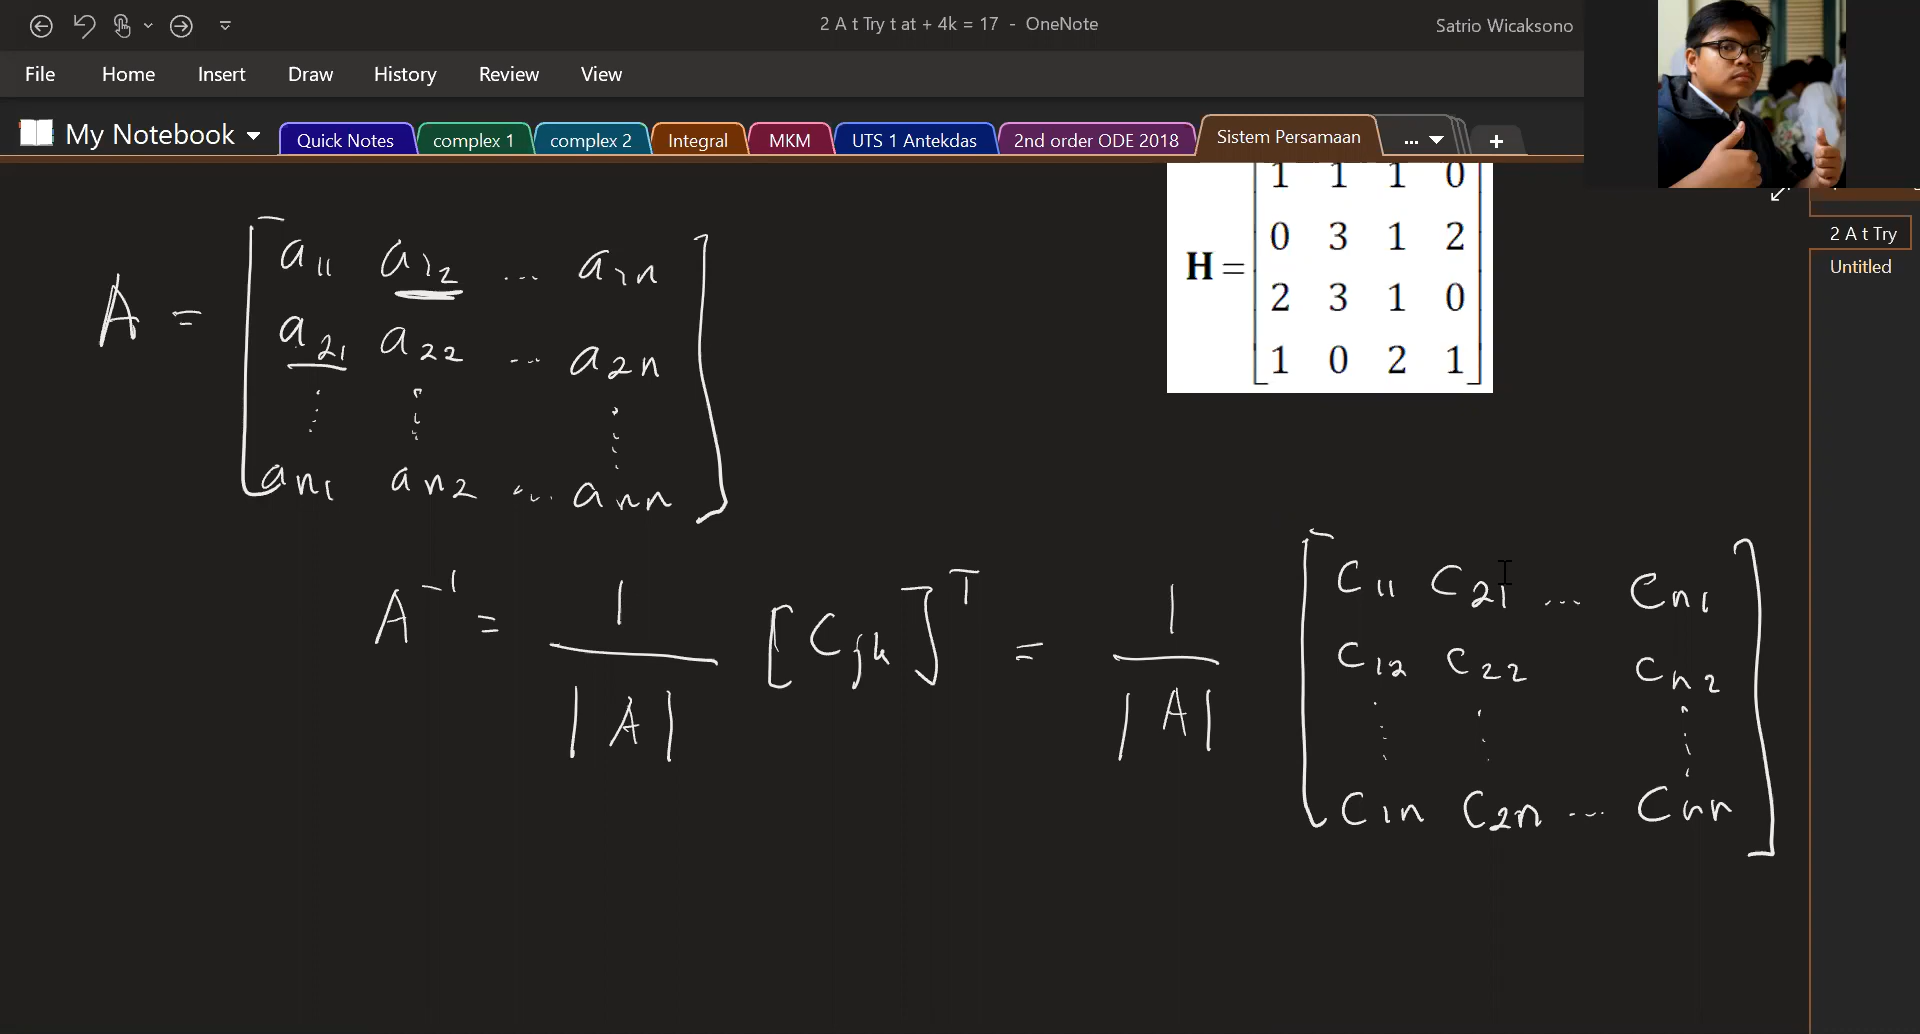 2 A t Try t at + 4k = 17 - OneNote
Satrio Wicaksono
File Home Insert Draw History Review View
My Notebook
Quick Notes complex 1 complex 2 Integral MKM UTS 1 Antekdas 2nd order ODE 2018 Sistem Persamaan ... +
2 A t Try
Untitled
1 1 1 0
0 3 1 2
H =
2 3 1 0
1 0 2 1
a11 a12 ... a1n
A =
a21 a22 ... a2n
an1 an2 ... ann
A^-1 = 1 / |A| [Cjk]^T = 1 / |A|
C11 C21 ... Cn1
C12 C22 Cn2
C1n C2n ... Cnn